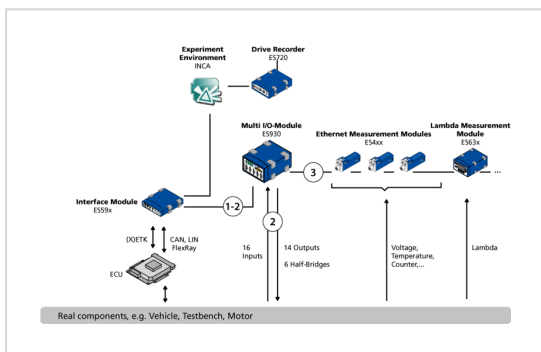 Experiment
Environment
INCA
Drive Recorder
ES720
Multi I/O-Module
ES930
Ethernet Measurement Modules
ES4xx
Lambda Measurement
Module
ES63x
3
...
Interface Module
ES59x
1-2
2
(X)ETK
CAN, LIN
FlexRay
16
Inputs
14 Outputs
6 Half-Bridges
Voltage,
Temperature,
Counter,...
Lambda
ECU
Real components, e.g. Vehicle, Testbench, Motor